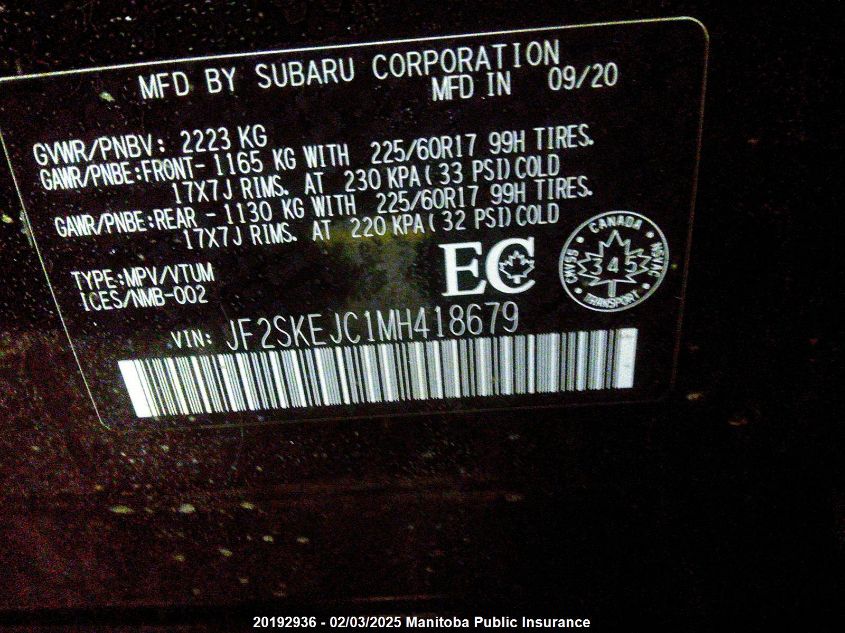 MFD BY SUBARU CORPORATION
MFD IN 09/20
GVWR/PNBV: 2223 KG
GAWR/PNBE:FRONT- 1165 KG WITH 225/60R17 99H TIRES.
17X7J RIMS. AT 230 KPA(33 PSI)COLD
GAWR/PNBE:REAR - 1130 KG WITH 225/60R17 99H TIRES.
17X7J RIMS. AT 220 KPA(32 PSI)COLD
TYPE:MPV/VTUM
ICES/NMB-002
EC
CANADA
CMVSS
NSVAC
345
TRANSPORT
VIN: JF2SKEJC1MH418679
20192936 - 02/03/2025 Manitoba Public Insurance